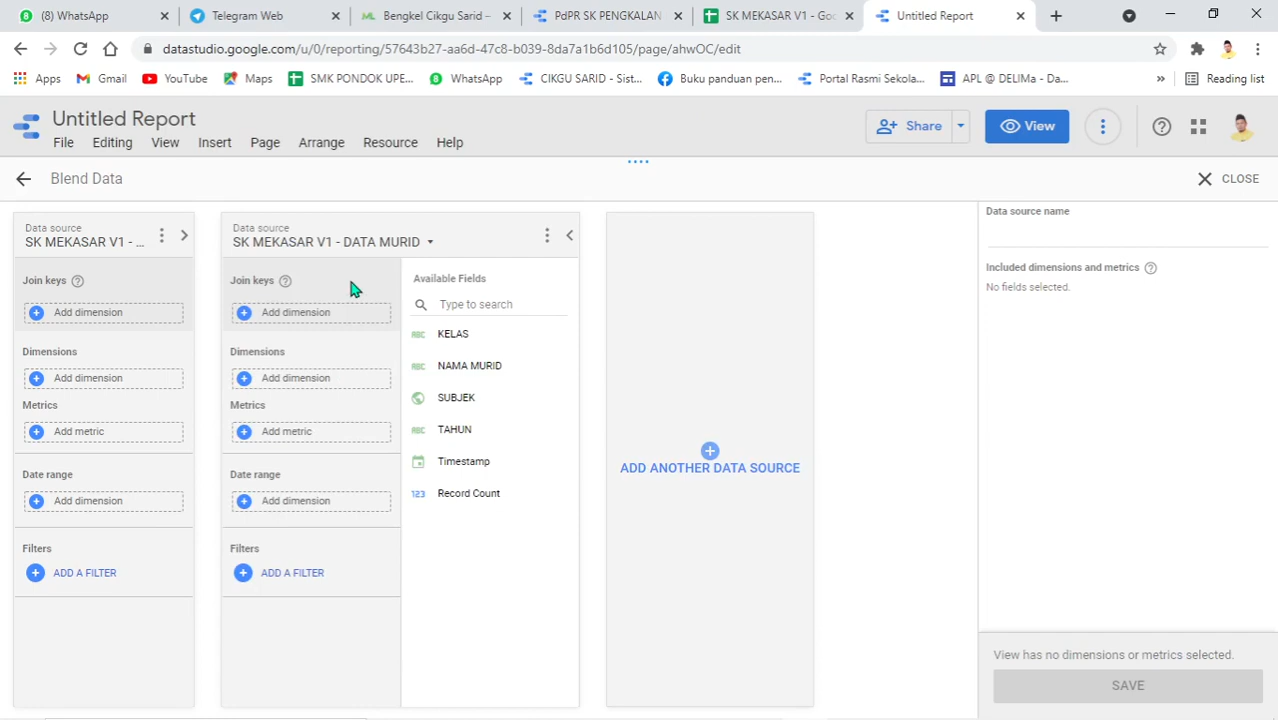 (8) WhatsApp
Telegram Web
Bengkel Cikgu Sarid –
PdPR SK PENGKALAN
SK MEKASAR V1 - Goo
Untitled Report
datastudio.google.com/u/0/reporting/57643b27-aa6d-47c8-b039-8da7a1b6d105/page/ahwOC/edit
Apps
Gmail
YouTube
Maps
SMK PONDOK UPE...
WhatsApp
CIKGU SARID - Sist...
Buku panduan pen...
Portal Rasmi Sekola...
APL @ DELIMa - Da...
»
Reading list
Untitled Report
File
Editing
View
Insert
Page
Arrange
Resource
Help
Share
View
Blend Data
CLOSE
Data source
SK MEKASAR V1 - ...
Join keys
Add dimension
Dimensions
Add dimension
Metrics
Add metric
Date range
Add dimension
Filters
ADD A FILTER
Data source
SK MEKASAR V1 - DATA MURID
Join keys
Add dimension
Dimensions
Add dimension
Metrics
Add metric
Date range
Add dimension
Filters
ADD A FILTER
Available Fields
Type to search
ABC KELAS
ABC NAMA MURID
SUBJEK
ABC TAHUN
Timestamp
123 Record Count
ADD ANOTHER DATA SOURCE
Data source name
Included dimensions and metrics
No fields selected.
View has no dimensions or metrics selected.
SAVE